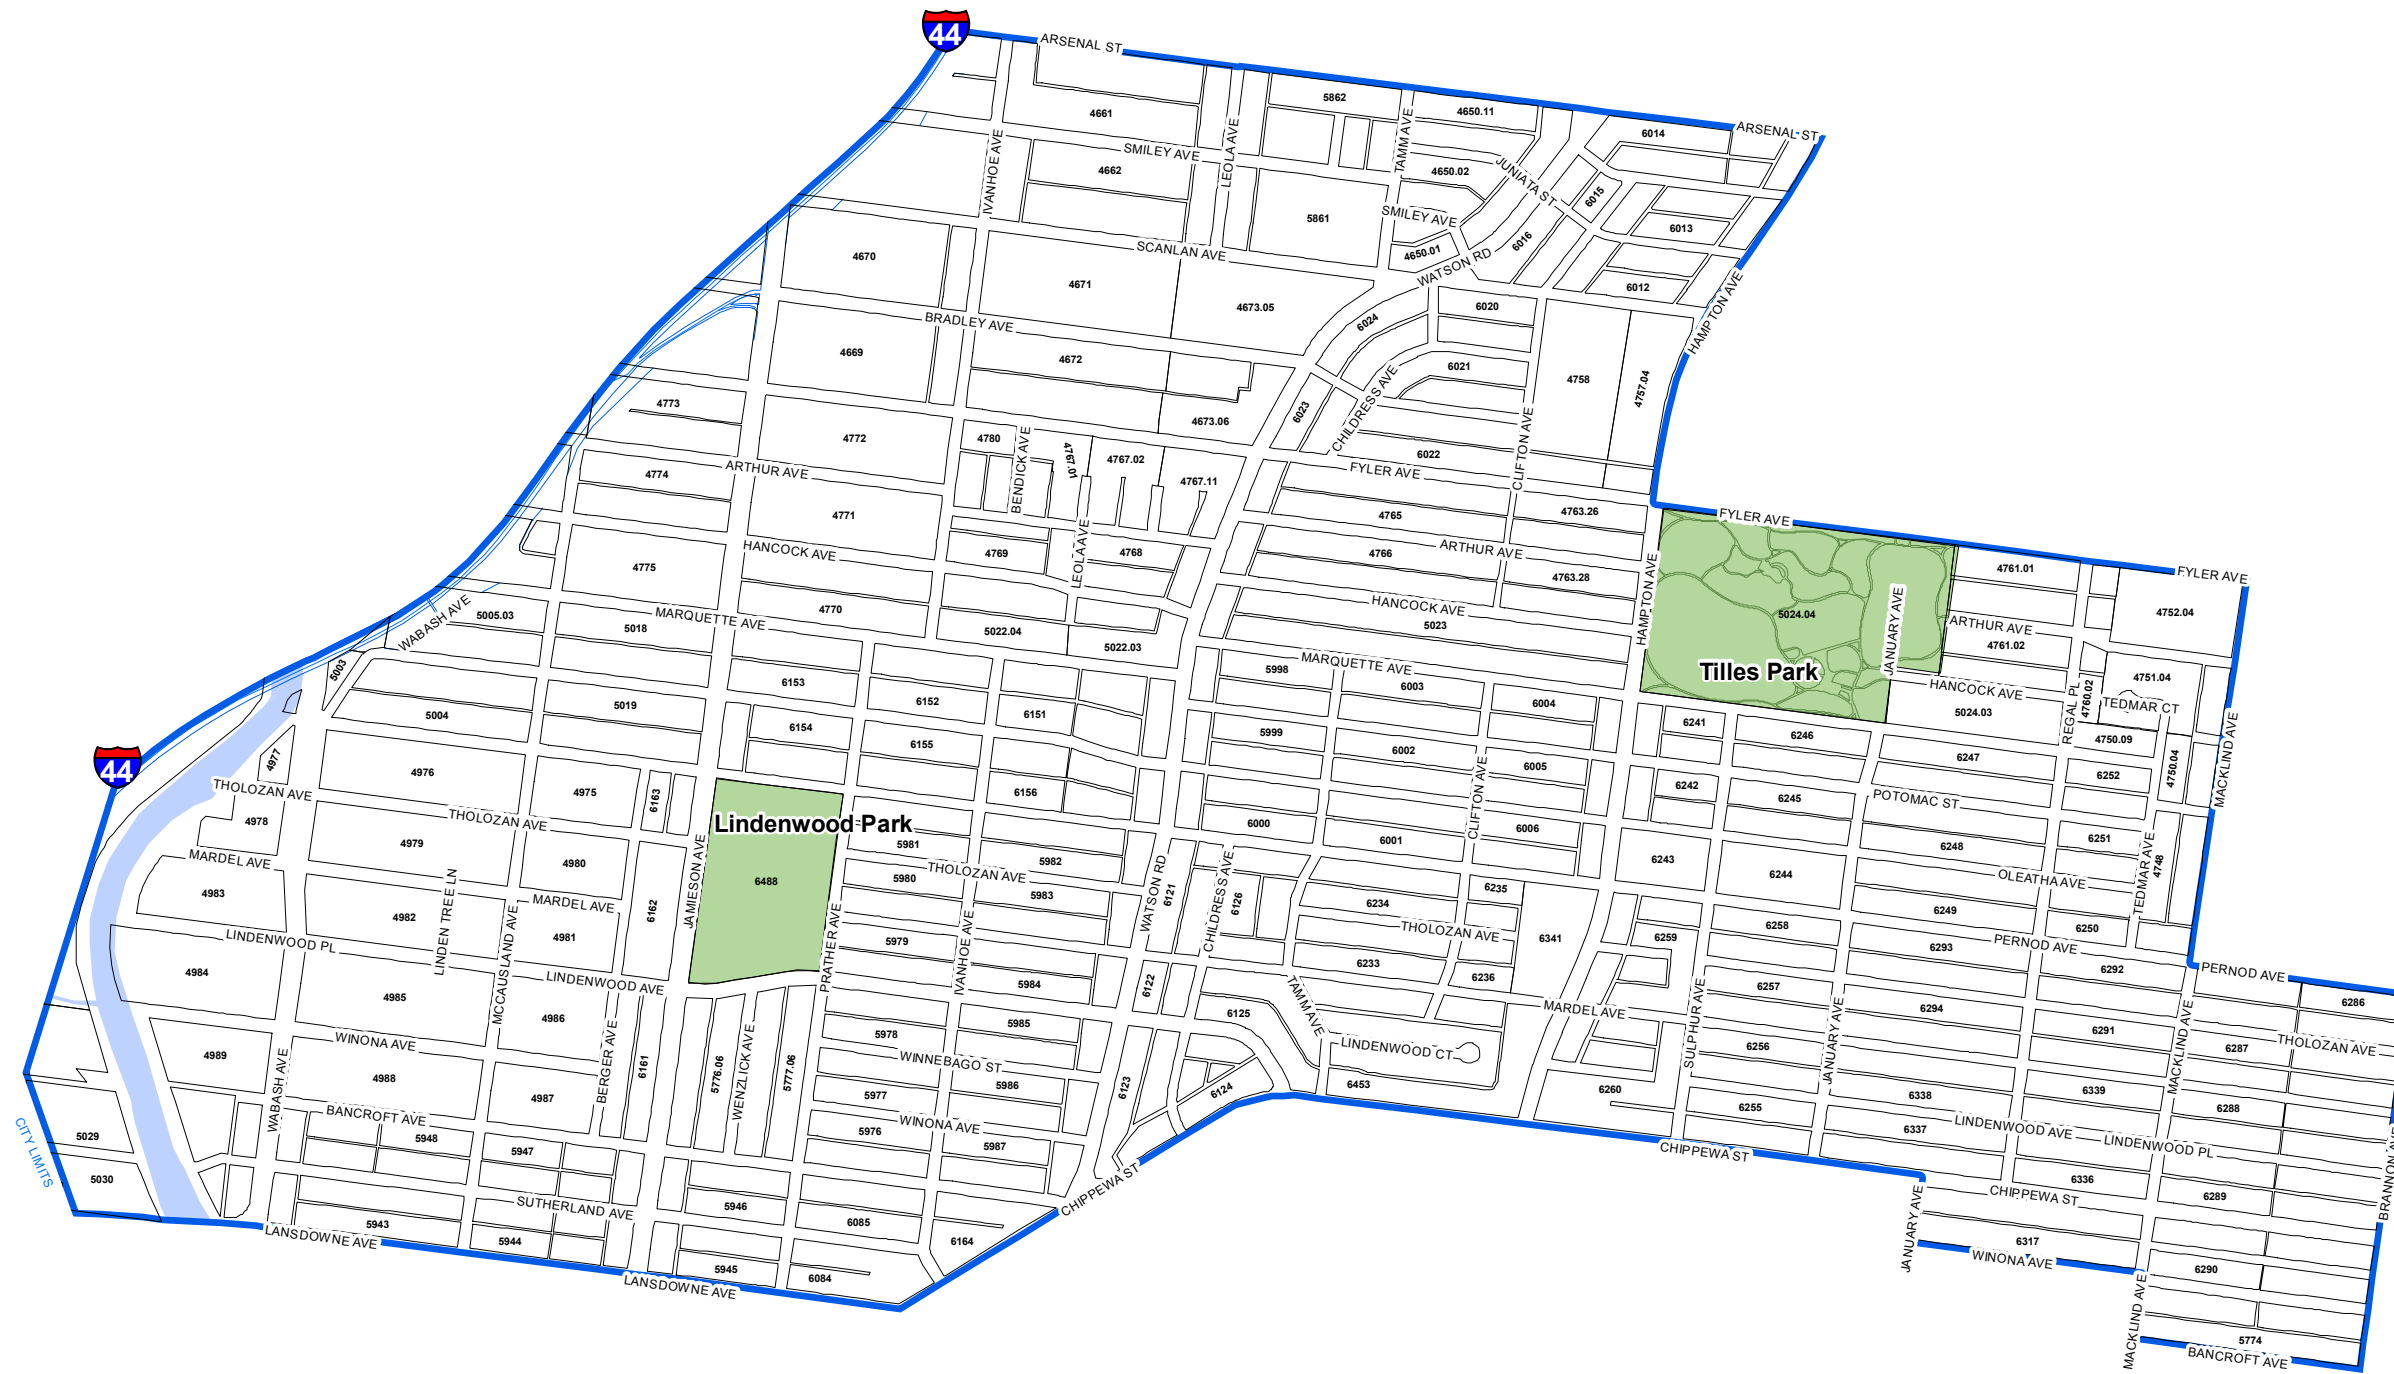 44
ARSENAL ST
5862
4650.11
4661
6014
ARSENAL ST
IVANHOE AVE
LEOLA AVE
TAMM AVE
SMILEY AVE
4662
4650.02
JUNIATA ST
6015
5861
SMILEY AVE
6013
4650.01
6016
SCANLAN AVE
4670
WATSON RD
4671
6012
4673.05
6020
HAMPTON AVE
6024
BRADLEY AVE
4669
4672
6021
4758
4757.04
CHILDRESS AVE
4773
6023
4673.06
CLIFTON AVE
4772
4780
BENDICK AVE
4767.01
4767.02
6022
ARTHUR AVE
FYLER AVE
4774
4767.11
4771
4765
4763.26
FYLER AVE
HANCOCK AVE
4769
LEOLA AVE
4768
4766
ARTHUR AVE
4775
4763.28
HAMPTON AVE
4761.01
FYLER AVE
WABASH AVE
5005.03
5018
MARQUETTE AVE
4770
5022.04
5022.03
HANCOCK AVE
5023
5024.04
JANUARY AVE
ARTHUR AVE
4752.04
4761.02
5003
6153
5998
MARQUETTE AVE
6003
Tilles Park
HANCOCK AVE
4760.02
4751.04
TEDMAR CT
5004
5019
6152
6151
6004
5024.03
REGAL PL
6154
6155
5999
6002
6241
6246
4750.09
MACKLIND AVE
44
4977
4976
4975
6163
6156
6005
6247
6252
4750.04
THOLOZAN AVE
CLIFTON AVE
6242
6245
POTOMAC ST
4978
THOLOZAN AVE
Lindenwood Park
6000
6001
6006
6251
4979
JAMIESON AVE
5981
5982
6243
6248
MARDEL AVE
4980
THOLOZAN AVE
WATSON RD
CHILDRESS AVE
TEDMAR AVE
4748
4983
LINDEN TREE LN
6488
5980
5983
6121
6126
6235
6244
OLEATHA AVE
MARDEL AVE
6162
4982
6234
6249
4981
MCCAUSLAND AVE
THOLOZAN AVE
6258
6250
LINDENWOOD PL
5979
IVANHOE AVE
PRATHER AVE
6341
6259
6293
PERNOD AVE
4984
LINDENWOOD AVE
6233
6236
6292
PERNOD AVE
4985
5984
6122
6257
6286
4986
5978
5985
6125
TAMM AVE
MARDEL AVE
SULPHUR AVE
JANUARY AVE
6294
6291
MACKLIND AVE
WINONA AVE
BERGER AVE
WINNEBAGO ST
LINDENWOOD CT
6256
6287
THOLOZAN AVE
4989
6161
4988
WABASH AVE
5776.06
WENZLICK AVE
5777.06
5986
6123
6124
6453
6260
6339
4987
5977
6338
BANCROFT AVE
6255
6288
CITY LIMITS
5029
5948
5976
WINONA AVE
6337
LINDENWOOD AVE
LINDENWOOD PL
5947
5987
CHIPPEWA ST
BRANNON AVE
5030
CHIPPEWA ST
6336
JANUARY AVE
CHIPPEWA ST
6289
SUTHERLAND AVE
5946
5943
6085
LANSDOWNE AVE
5944
6164
6317
WINONA AVE
5945
6084
6290
LANSDOWNE AVE
MACKLIND AVE
5774
BANCROFT AVE